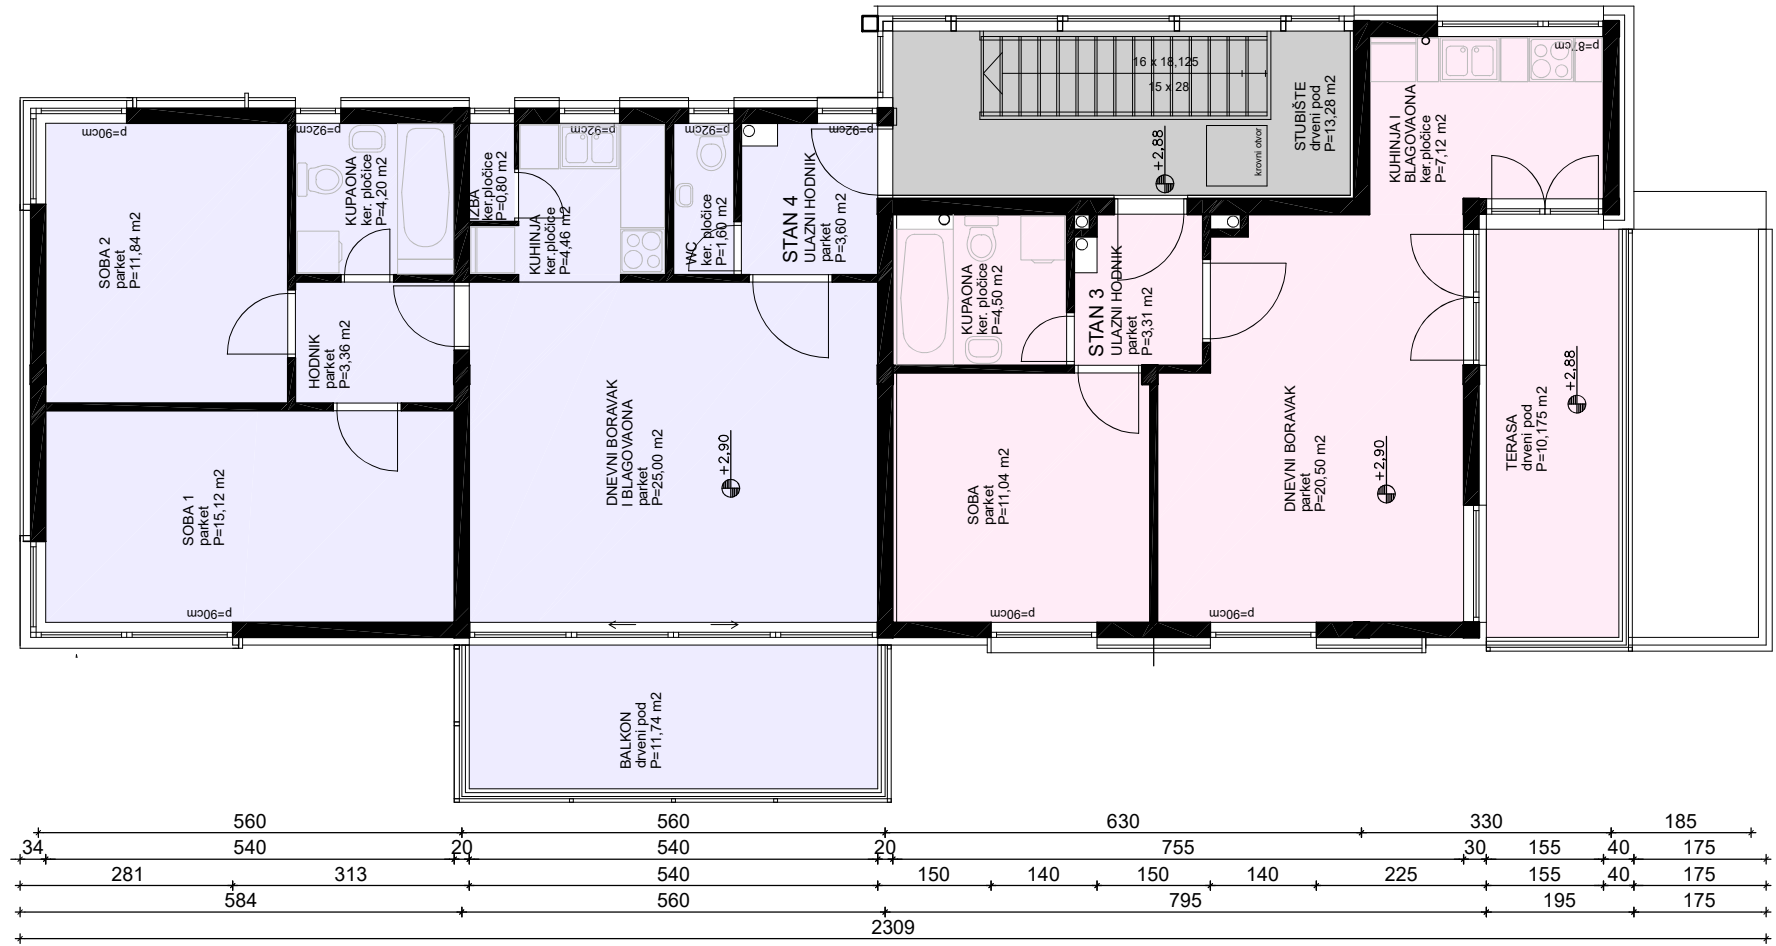 SOBA 2
parket
P=11,84 m2
p=90cm
p=92cm
KUPAONA
ker. pločice
P=4,20 m2
IZBA
ker.pločice
P=0,80 m2
p=92cm
KUHINJA
ker.pločice
P=4,46 m2
p=92cm
WC
ker. pločice
P=1,60 m2
p=92cm
STAN 4
ULAZNI HODNIK
parket
P=3,60 m2
16 x 18,125
15 x 28
+2,88
krovni otvor
STUBIŠTE
drveni pod
P=13,28 m2
p=87cm
KUHINJA I
BLAGOVAONA
ker.pločice
P=7,12 m2
HODNIK
parket
P=3,36 m2
KUPAONA
ker. pločice
P=4,50 m2
STAN 3
ULAZNI HODNIK
parket
P=3,31 m2
SOBA 1
parket
P=15,12 m2
p=90cm
DNEVNI BORAVAK
I BLAGOVAONA
parket
P=25,00 m2
+2,90
SOBA
parket
P=11,04 m2
p=90cm
DNEVNI BORAVAK
parket
P=20,50 m2
+2,90
p=90cm
TERASA
drveni pod
P=10,175 m2
+2,88
BALKON
drveni pod
P=11,74 m2
560 560 630 330 185
34 540 20 540 20 755 30 155 40 175
281 313 540 150 140 150 140 225 155 40 175
584 560 795 195 175
2309